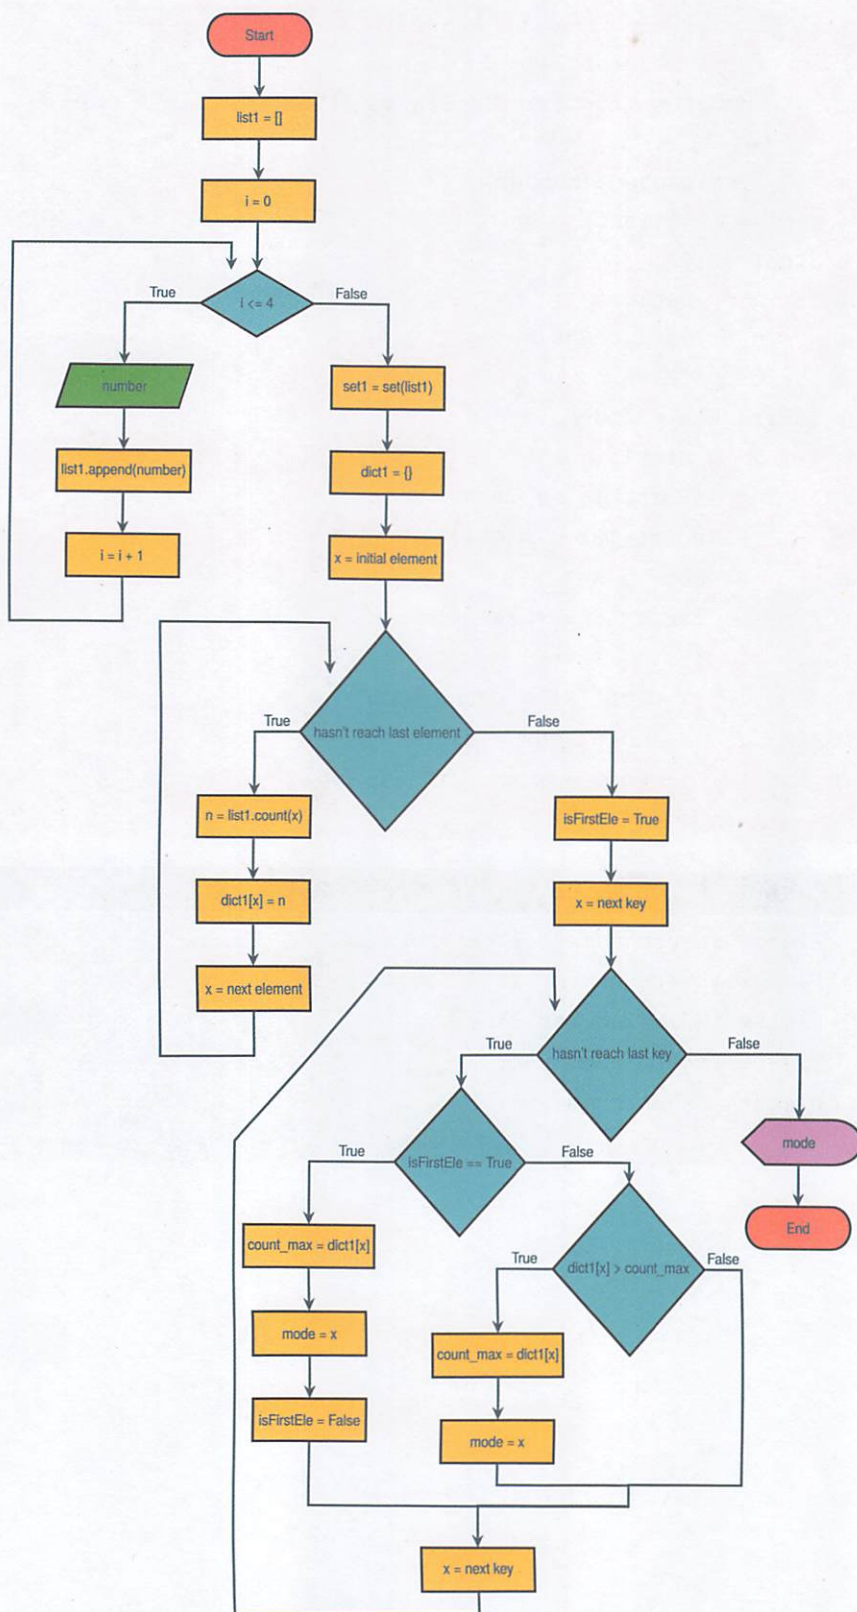 Start
list1 = []
i = 0
i <= 4
True
False
number
list1.append(number)
i = i + 1
set1 = set(list1)
dict1 = {}
x = initial element
hasn't reach last element
True
False
n = list1.count(x)
dict1[x] = n
x = next element
isFirstEle = True
x = next key
hasn't reach last key
True
False
mode
End
isFirstEle == True
True
False
count_max = dict1[x]
mode = x
isFirstEle = False
dict1[x] > count_max
True
False
count_max = dict1[x]
mode = x
x = next key